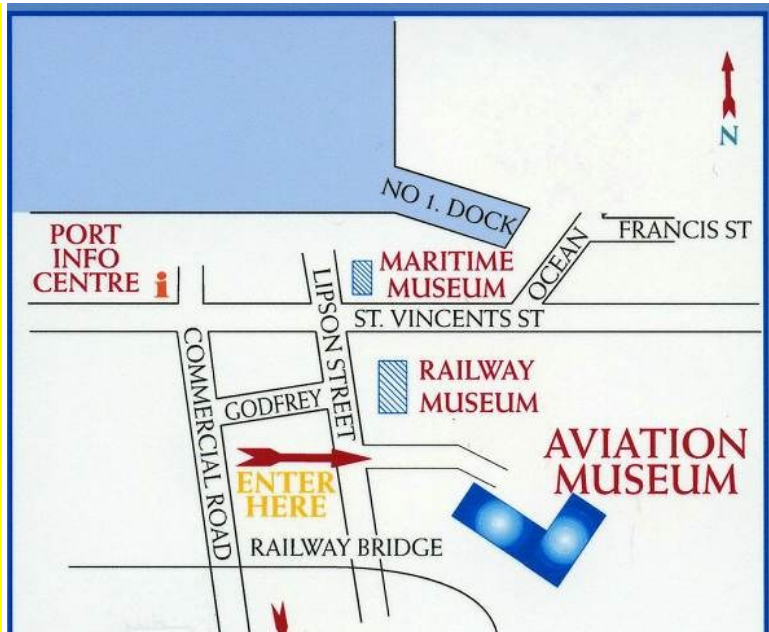 N
NO 1. DOCK
PORT
INFO
CENTRE
i
MARITIME
MUSEUM
OCEAN
FRANCIS ST
LIPSON STREET
ST. VINCENTS ST
COMMERCIAL ROAD
GODFREY
RAILWAY
MUSEUM
AVIATION
MUSEUM
ENTER
HERE
RAILWAY BRIDGE